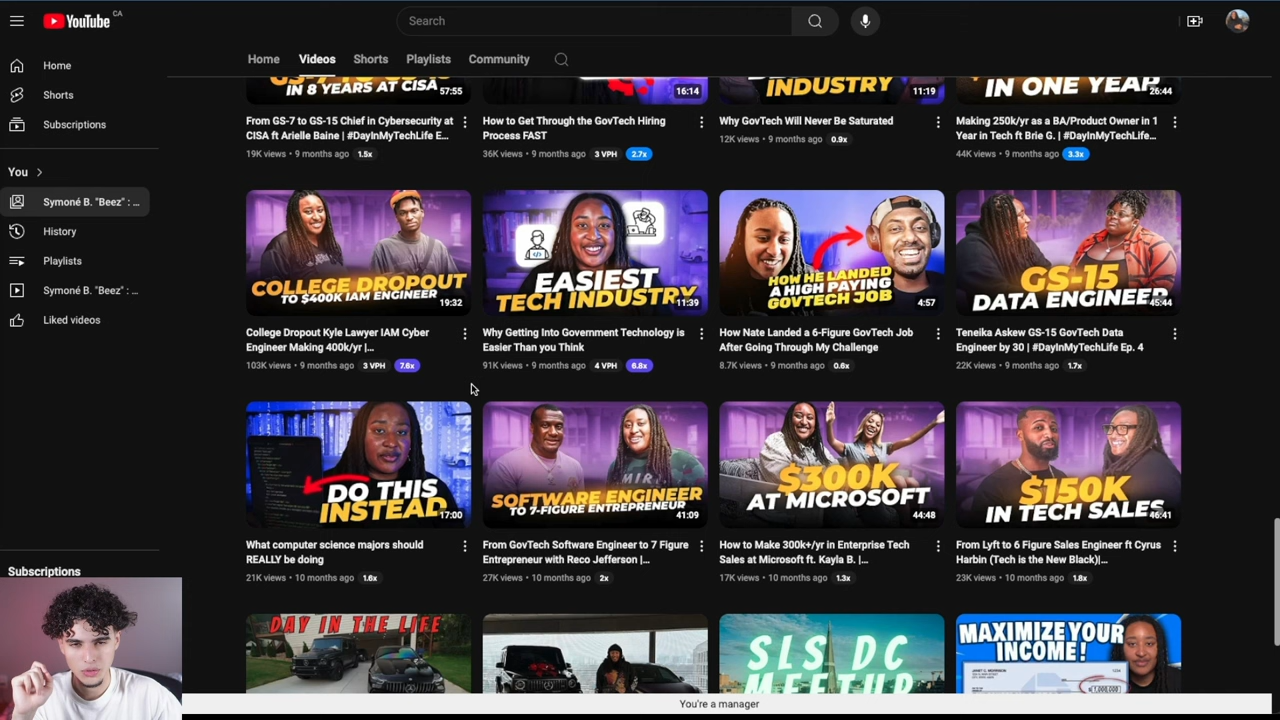 YouTube CA
Search
Home
Videos
Shorts
Playlists
Community
Home
Shorts
Subscriptions
You
Symoné B. "Beez" : ...
History
Playlists
Symoné B. "Beez" : ...
Liked videos
Subscriptions
IN 8 YEARS AT CISA
57:55
From GS-7 to GS-15 Chief in Cybersecurity at
CISA ft Arielle Baine | #DayInMyTechLife E...
19K views • 9 months ago 1.5x
16:14
How to Get Through the GovTech Hiring
Process FAST
36K views • 9 months ago 3 VPH 2.7x
INDUSTRY
11:19
Why GovTech Will Never Be Saturated
12K views • 9 months ago 0.9x
IN ONE YEAR
26:44
Making 250k/yr as a BA/Product Owner in 1
Year in Tech ft Brie G. | #DayInMyTechLife...
44K views • 9 months ago 3.3x
COLLEGE DROPOUT
TO $400K IAM ENGINEER
19:32
College Dropout Kyle Lawyer IAM Cyber
Engineer Making 400k/yr |...
103K views • 9 months ago 3 VPH 7.6x
EASIEST
TECH INDUSTRY
11:39
Why Getting Into Government Technology is
Easier Than you Think
91K views • 9 months ago 4 VPH 6.8x
HOW HE LANDED
A HIGH PAYING
GOVTECH JOB
4:57
How Nate Landed a 6-Figure GovTech Job
After Going Through My Challenge
8.7K views • 9 months ago 0.6x
GS-15
DATA ENGINEER
45:44
Teneika Askew GS-15 GovTech Data
Engineer by 30 | #DayInMyTechLife Ep. 4
22K views • 9 months ago 1.7x
DO THIS
INSTEAD
17:00
What computer science majors should
REALLY be doing
21K views • 10 months ago 1.6x
SOFTWARE ENGINEER
TO 7-FIGURE ENTREPRENEUR
41:09
From GovTech Software Engineer to 7 Figure
Entrepreneur with Reco Jefferson |...
27K views • 10 months ago 2x
$300K
AT MICROSOFT
44:48
How to Make 300k+/yr in Enterprise Tech
Sales at Microsoft ft. Kayla B. |...
17K views • 10 months ago 1.3x
$150K
IN TECH SALES
46:41
From Lyft to 6 Figure Sales Engineer ft Cyrus
Harbin (Tech is the New Black)|...
23K views • 10 months ago 1.8x
DAY IN THE LIFE
SLS DC
MEETUP
MAXIMIZE YOUR
INCOME!
You're a manager